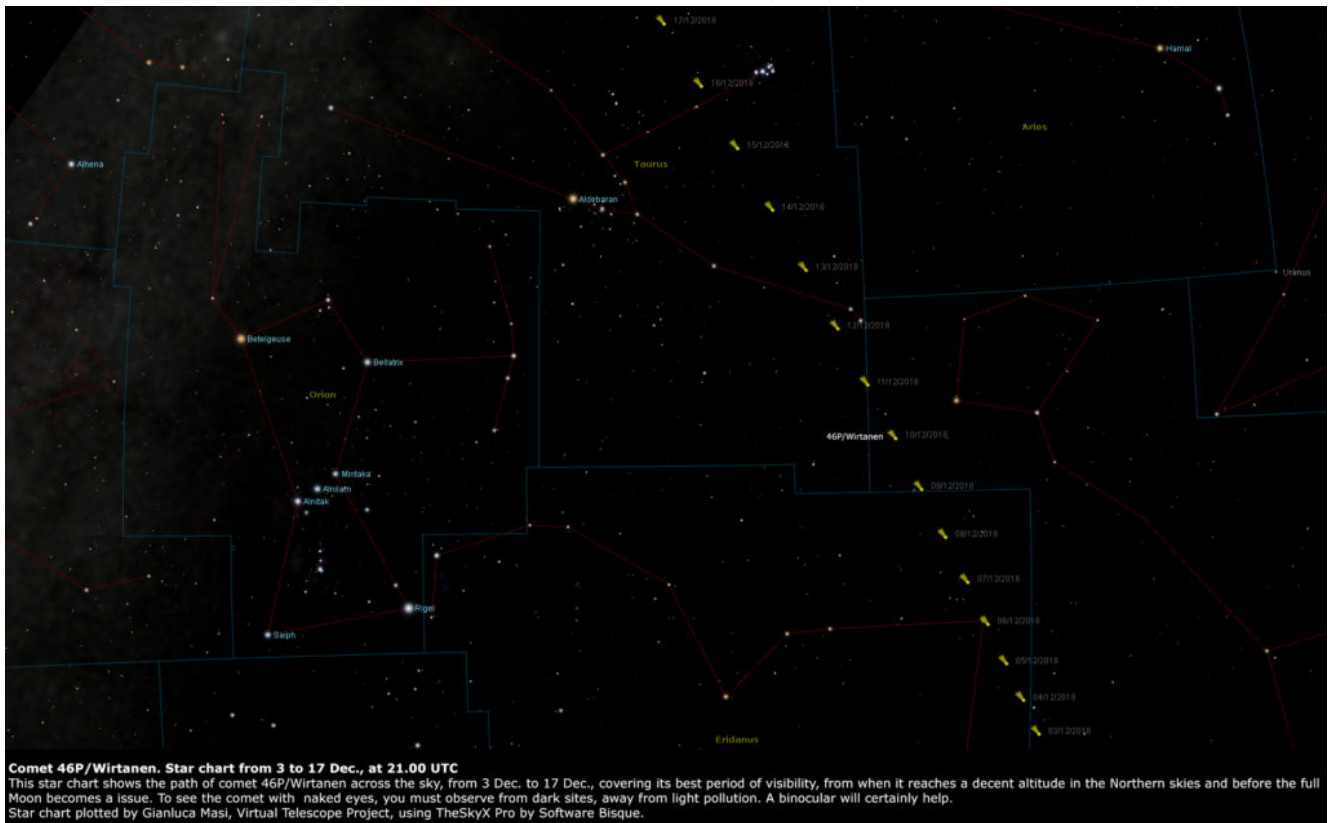 17/12/2018
Hamal
16/12/2018
Aries
15/12/2018
Alhena
Taurus
Aldebaran
14/12/2018
13/12/2018
Uranus
12/12/2018
Betelgeuse
Bellatrix
11/12/2018
Orion
46P/Wirtanen
10/12/2018
Mintaka
Alnilam
09/12/2018
Alnitak
08/12/2018
07/12/2018
Rigel
06/12/2018
Saiph
05/12/2018
04/12/2018
03/12/2018
Eridanus
Comet 46P/Wirtanen. Star chart from 3 to 17 Dec., at 21.00 UTC
This star chart shows the path of comet 46P/Wirtanen across the sky, from 3 Dec. to 17 Dec., covering its best period of visibility, from when it reaches a decent altitude in the Northern skies and before the full
Moon becomes a issue. To see the comet with naked eyes, you must observe from dark sites, away from light pollution. A binocular will certainly help.
Star chart plotted by Gianluca Masi, Virtual Telescope Project, using TheSkyX Pro by Software Bisque.